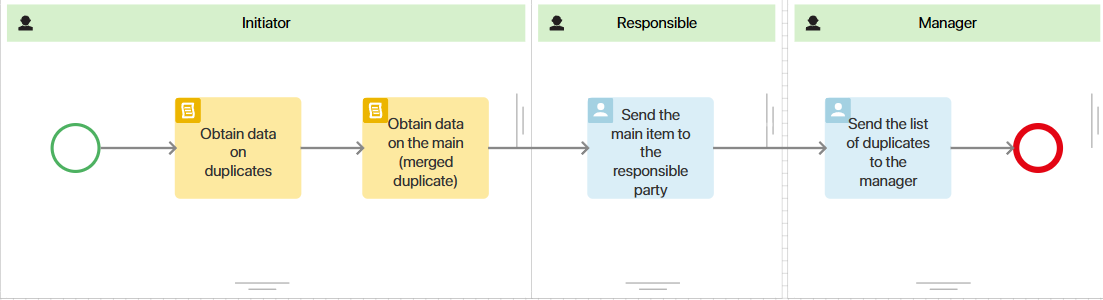 Initiator
Responsible
Manager
Obtain data
on
duplicates
Obtain data
on the main
(merged
duplicate)
Send the
main item to
the
responsible
party
Send the list
of duplicates
to the
manager